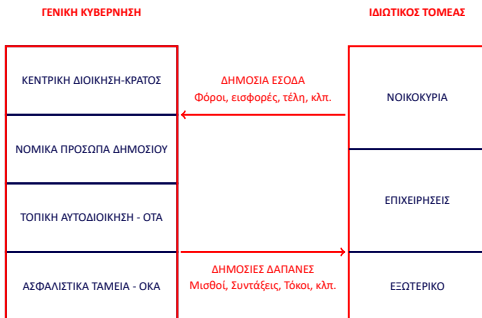 ΓΕΝΙΚΗ ΚΥΒΕΡΝΗΣΗ
ΙΔΙΩΤΙΚΟΣ ΤΟΜΕΑΣ
ΚΕΝΤΡΙΚΗ ΔΙΟΙΚΗΣΗ-ΚΡΑΤΟΣ
ΝΟΜΙΚΑ ΠΡΟΣΩΠΑ ΔΗΜΟΣΙΟΥ
ΤΟΠΙΚΗ ΑΥΤΟΔΙΟΙΚΗΣΗ - ΟΤΑ
ΑΣΦΑΛΙΣΤΙΚΑ ΤΑΜΕΙΑ - ΟΚΑ
ΔΗΜΟΣΙΑ ΕΣΟΔΑ
Φόροι, εισφορές, τέλη, κλπ.
ΔΗΜΟΣΙΕΣ ΔΑΠΑΝΕΣ
Μισθοί, Συντάξεις, Τόκοι, κλπ.
ΝΟΙΚΟΚΥΡΙΑ
ΕΠΙΧΕΙΡΗΣΕΙΣ
ΕΞΩΤΕΡΙΚΟ